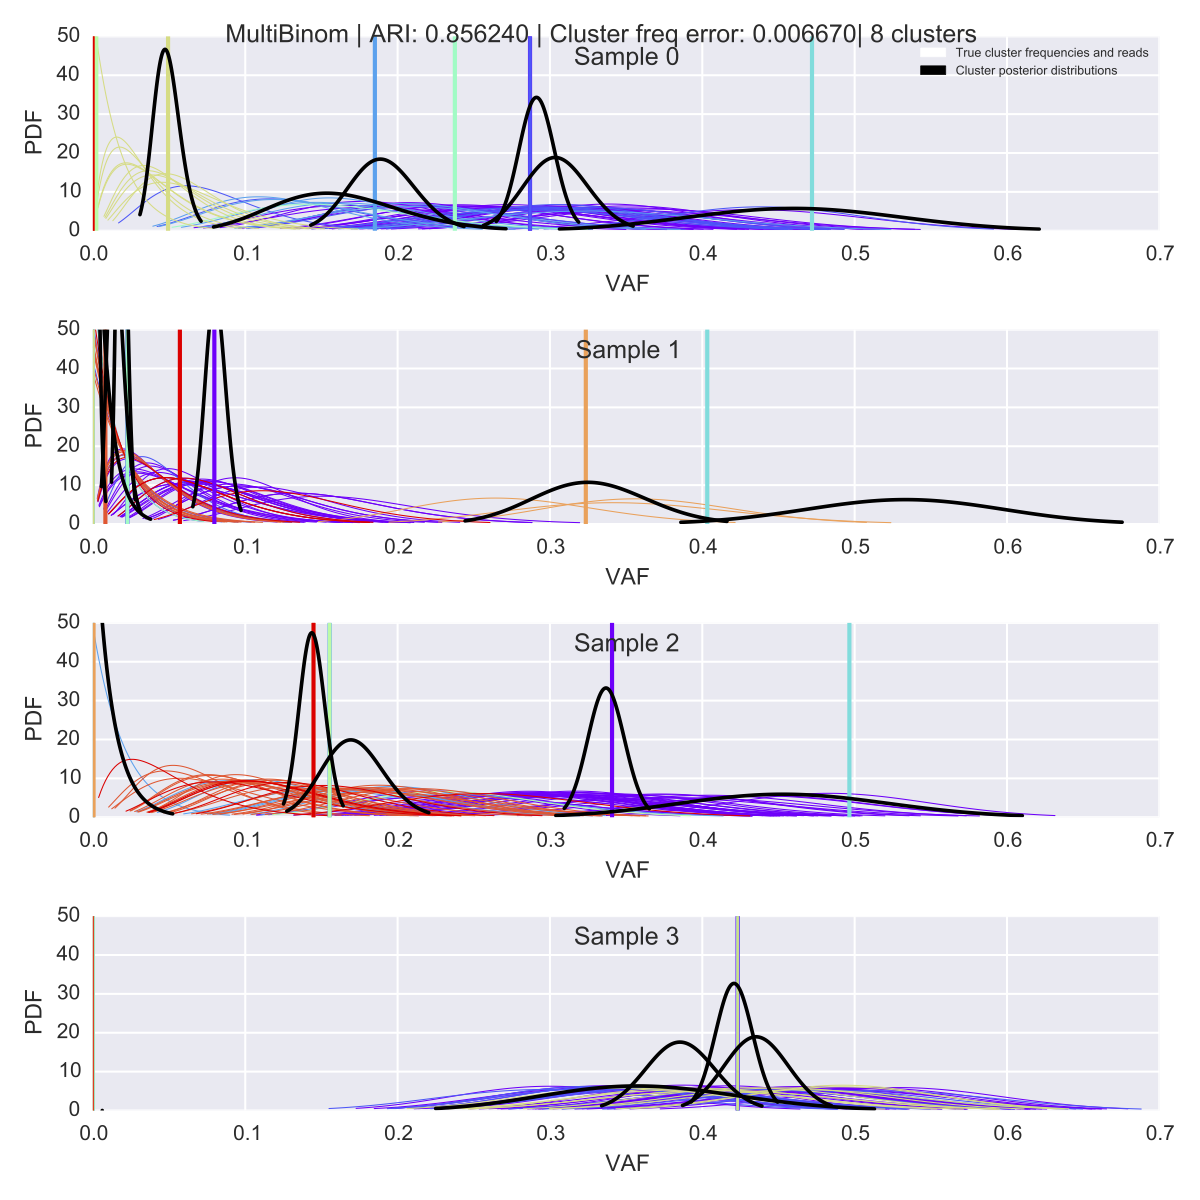 MultiBinom | ARI: 0.856240 | Cluster freq error: 0.006670| 8 clusters
Sample 0
True cluster frequencies and reads
Cluster posterior distributions
PDF
50
40
30
20
10
0
0.0 0.1 0.2 0.3 0.4 0.5 0.6 0.7
VAF
Sample 1
PDF
50
40
30
20
10
0
0.0 0.1 0.2 0.3 0.4 0.5 0.6 0.7
VAF
Sample 2
PDF
50
40
30
20
10
0
0.0 0.1 0.2 0.3 0.4 0.5 0.6 0.7
VAF
Sample 3
PDF
50
40
30
20
10
0
0.0 0.1 0.2 0.3 0.4 0.5 0.6 0.7
VAF